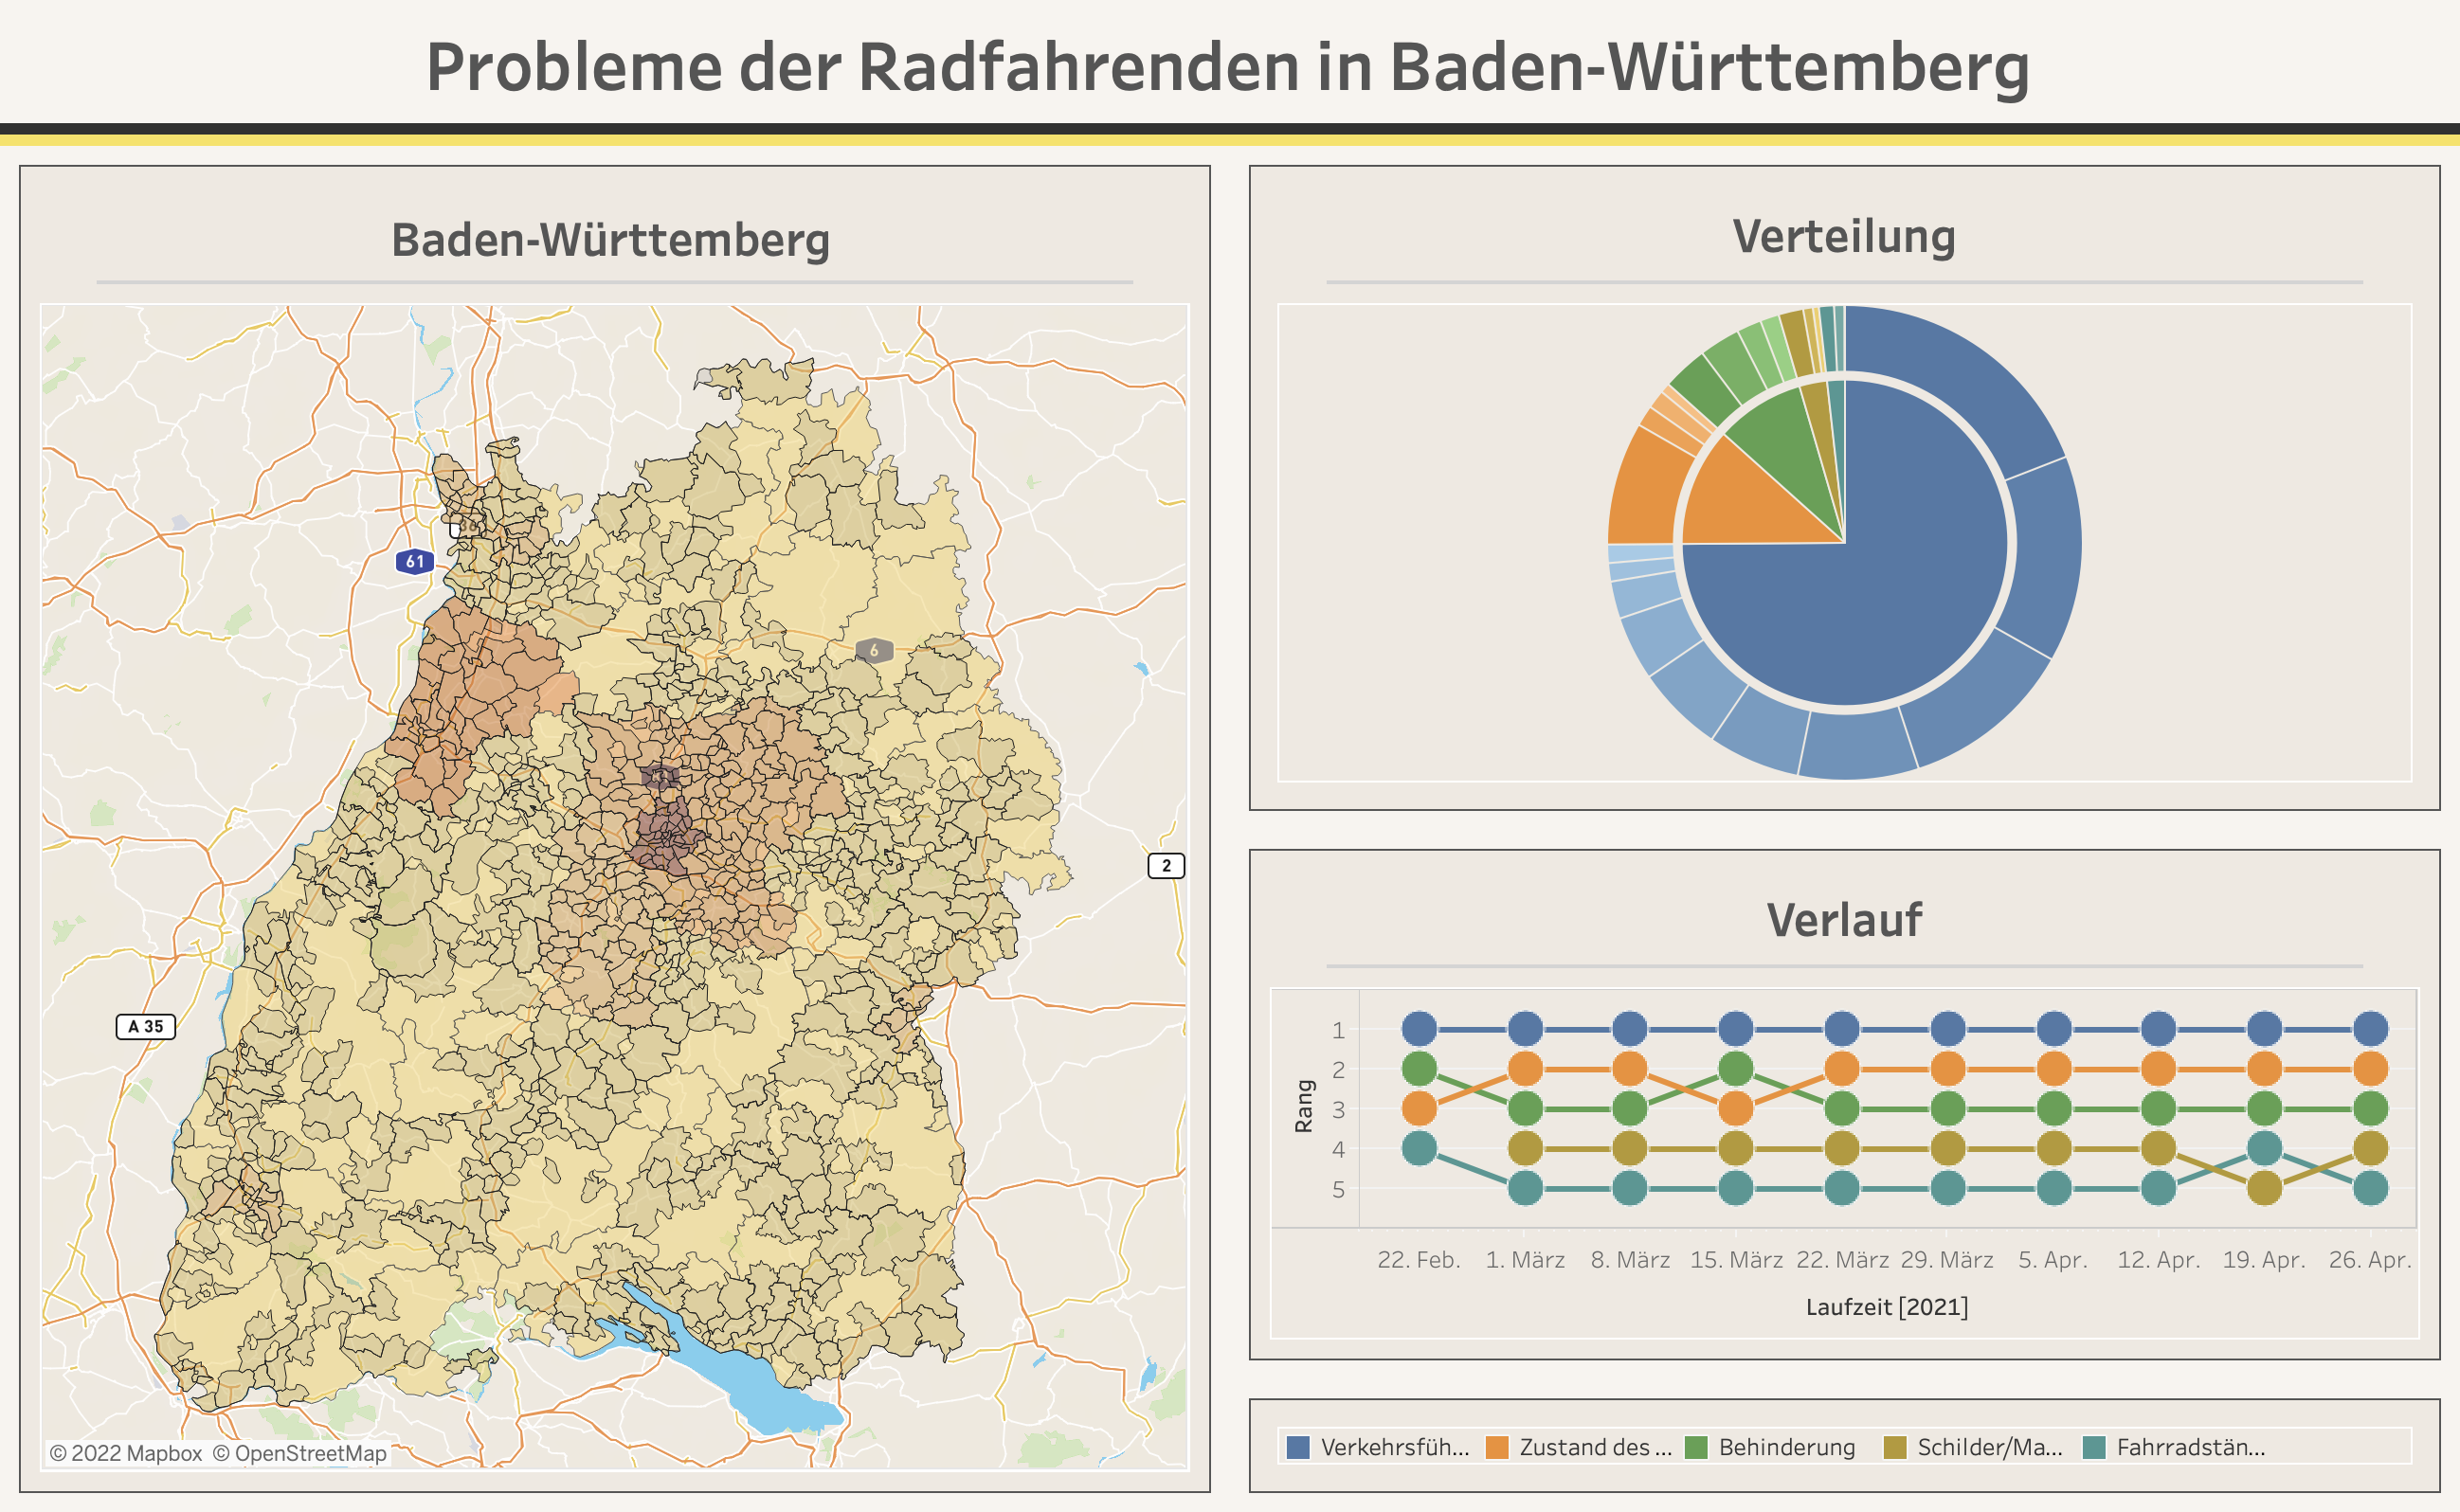 Probleme der Radfahrenden in Baden-Württemberg
Baden-Württemberg
36
61
6
2
A 35
© 2022 Mapbox © OpenStreetMap
Verteilung
Verlauf
Rang
1
2
3
4
5
22. Feb. 1. März 8. März 15. März 22. März 29. März 5. Apr. 12. Apr. 19. Apr. 26. Apr.
Laufzeit [2021]
Verkehrsfüh... Zustand des ... Behinderung Schilder/Ma... Fahrradstän...